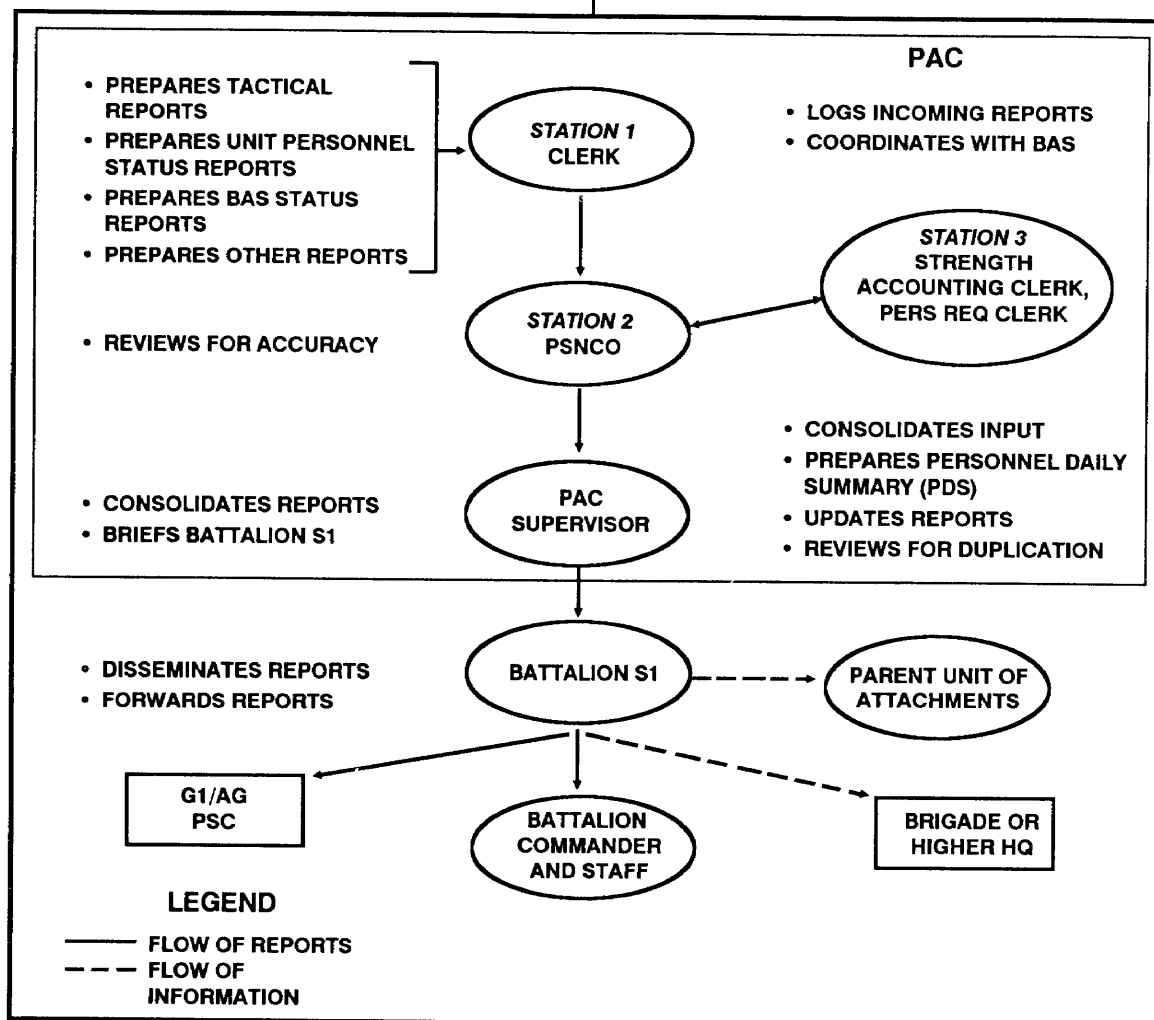 PAC
• PREPARES TACTICAL
REPORTS
• PREPARES UNIT PERSONNEL
STATUS REPORTS
• PREPARES BAS STATUS
REPORTS
• PREPARES OTHER REPORTS
STATION 1
CLERK
• LOGS INCOMING REPORTS
• COORDINATES WITH BAS
STATION 3
STRENGTH
ACCOUNTING CLERK,
PERS REQ CLERK
• REVIEWS FOR ACCURACY
STATION 2
PSNCO
• CONSOLIDATES INPUT
• PREPARES PERSONNEL DAILY
SUMMARY (PDS)
• UPDATES REPORTS
• REVIEWS FOR DUPLICATION
• CONSOLIDATES REPORTS
• BRIEFS BATTALION S1
PAC
SUPERVISOR
• DISSEMINATES REPORTS
• FORWARDS REPORTS
BATTALION S1
PARENT UNIT OF
ATTACHMENTS
G1/AG
PSC
BATTALION
COMMANDER
AND STAFF
BRIGADE OR
HIGHER HQ
LEGEND
FLOW OF REPORTS
FLOW OF
INFORMATION